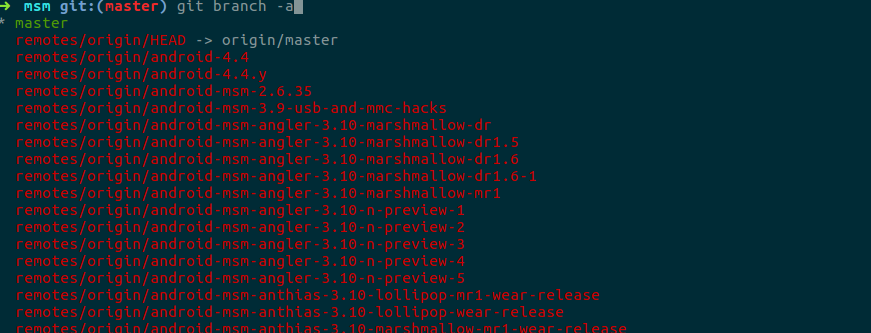 ➜ msm git:(master) git branch -a
* master
remotes/origin/HEAD -> origin/master
remotes/origin/android-4.4
remotes/origin/android-4.4.y
remotes/origin/android-msm-2.6.35
remotes/origin/android-msm-3.9-usb-and-mmc-hacks
remotes/origin/android-msm-angler-3.10-marshmallow-dr
remotes/origin/android-msm-angler-3.10-marshmallow-dr1.5
remotes/origin/android-msm-angler-3.10-marshmallow-dr1.6
remotes/origin/android-msm-angler-3.10-marshmallow-dr1.6-1
remotes/origin/android-msm-angler-3.10-marshmallow-mr1
remotes/origin/android-msm-angler-3.10-n-preview-1
remotes/origin/android-msm-angler-3.10-n-preview-2
remotes/origin/android-msm-angler-3.10-n-preview-3
remotes/origin/android-msm-angler-3.10-n-preview-4
remotes/origin/android-msm-angler-3.10-n-preview-5
remotes/origin/android-msm-anthias-3.10-lollipop-mr1-wear-release
remotes/origin/android-msm-anthias-3.10-lollipop-wear-release
remotes/origin/android-msm-anthias-3.10-marshmallow-mr1-wear-release